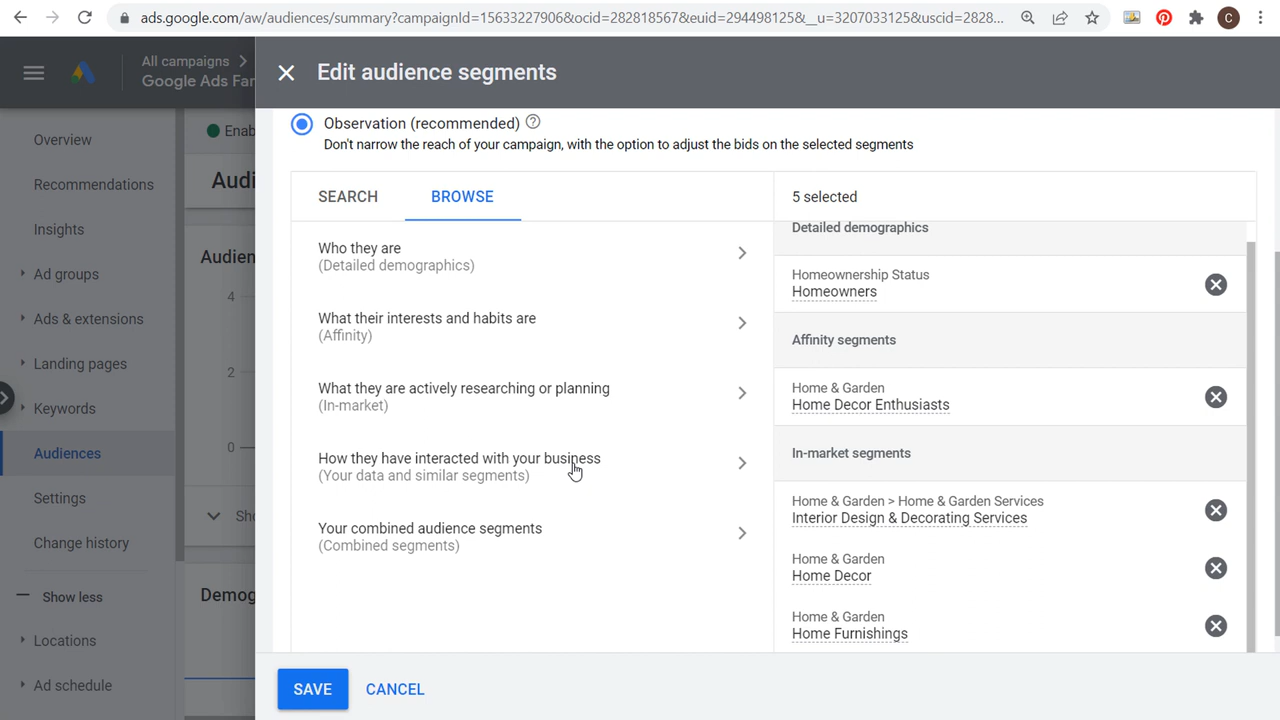 ads.google.com/aw/audiences/summary?campaignId=15633227906&ocid=282818567&euid=294498125&__u=3207033125&uscid=2828...
C
All campaigns
Google Ads Far
Edit audience segments
Overview
Recommendations
Insights
Ad groups
Ads & extensions
Landing pages
Keywords
Audiences
Settings
Change history
Show less
Locations
Ad schedule
Enab
Audi
Audien
4
2
0
Sho
Demog
Observation (recommended)
Don't narrow the reach of your campaign, with the option to adjust the bids on the selected segments
SEARCH
BROWSE
5 selected
Who they are
(Detailed demographics)
What their interests and habits are
(Affinity)
What they are actively researching or planning
(In-market)
How they have interacted with your business
(Your data and similar segments)
Your combined audience segments
(Combined segments)
Detailed demographics
Homeownership Status
Homeowners
Affinity segments
Home & Garden
Home Decor Enthusiasts
In-market segments
Home & Garden > Home & Garden Services
Interior Design & Decorating Services
Home & Garden
Home Decor
Home & Garden
Home Furnishings
SAVE
CANCEL